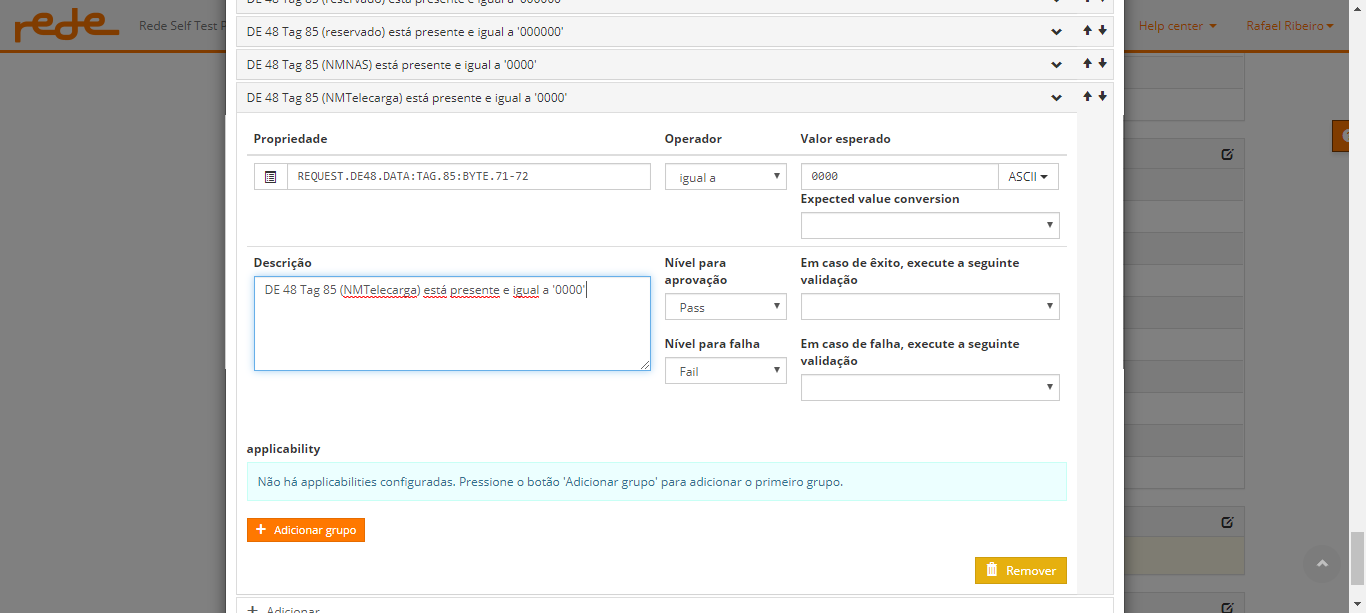 DE 48 Tag 85 (reservado) está presente e igual a '000000'
rede
Rede Self Test
Help center
Rafael Ribeiro
DE 48 Tag 85 (reservado) está presente e igual a '000000'
DE 48 Tag 85 (NMNAS) está presente e igual a '0000'
DE 48 Tag 85 (NMTelecarga) está presente e igual a '0000'
Propriedade
Operador
Valor esperado
REQUEST.DE48.DATA:TAG.85:BYTE.71-72
igual a
0000
ASCII
Expected value conversion
Descrição
Nível para
aprovação
Em caso de êxito, execute a seguinte
validação
DE 48 Tag 85 (NMTelecarga) está presente e igual a '0000'
Pass
Nível para falha
Em caso de falha, execute a seguinte
validação
Fail
applicability
Não há applicabilities configuradas. Pressione o botão 'Adicionar grupo' para adicionar o primeiro grupo.
+ Adicionar grupo
Remover
+ Adicionar